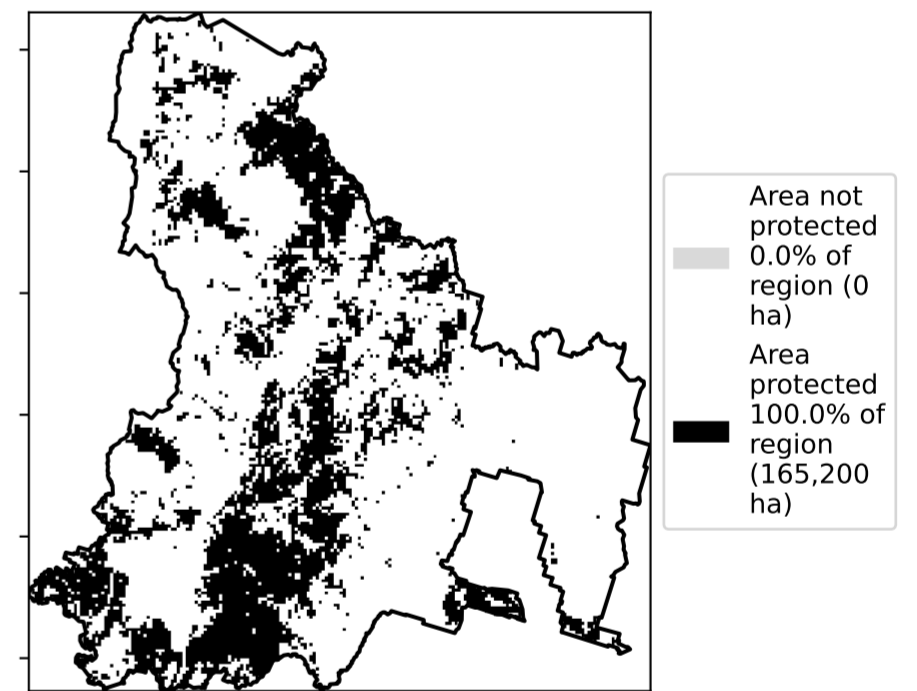 Area not
protected
0.0% of
region (0
ha)
Area
protected
100.0% of
region
(165,200
ha)